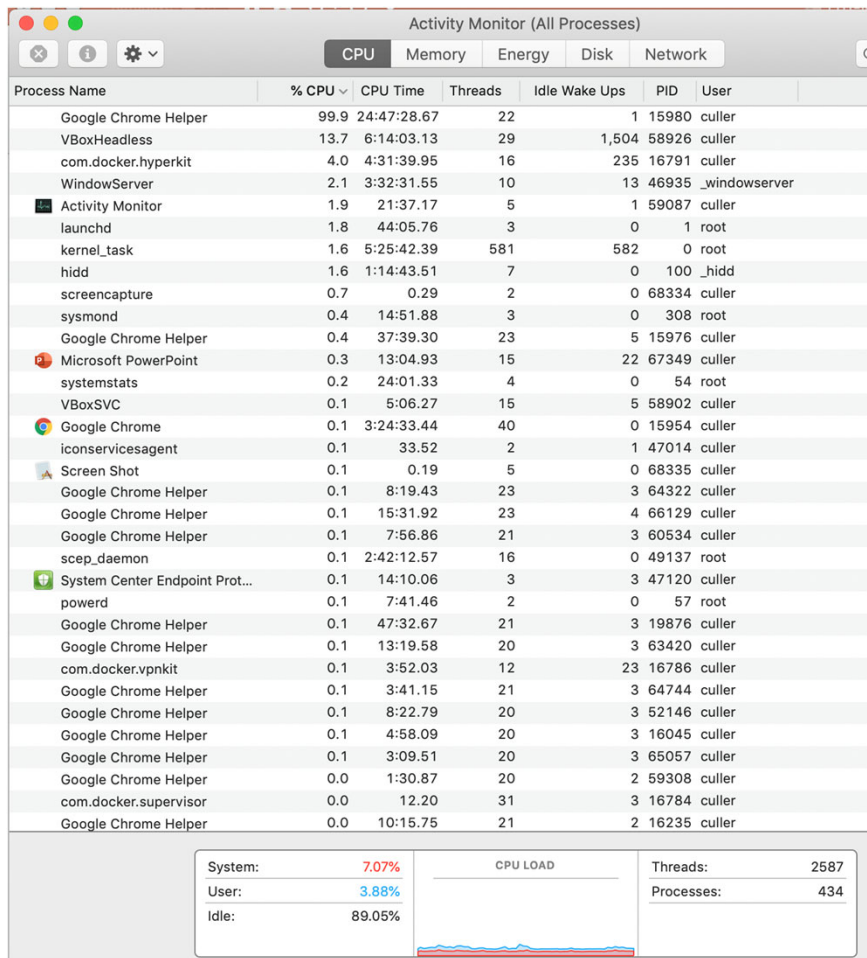 Activity Monitor (All Processes)
CPU Memory Energy Disk Network
Process Name % CPU CPU Time Threads Idle Wake Ups PID User
Google Chrome Helper 99.9 24:47:28.67 22 1 15980 culler
VBoxHeadless 13.7 6:14:03.13 29 1,504 58926 culler
com.docker.hyperkit 4.0 4:31:39.95 16 235 16791 culler
WindowServer 2.1 3:32:31.55 10 13 46935 _windowserver
Activity Monitor 1.9 21:37.17 5 1 59087 culler
launchd 1.8 44:05.76 3 0 1 root
kernel_task 1.6 5:25:42.39 581 582 0 root
hidd 1.6 1:14:43.51 7 0 100 _hidd
screencapture 0.7 0.29 2 0 68334 culler
sysmond 0.4 14:51.88 3 0 308 root
Google Chrome Helper 0.4 37:39.30 23 5 15976 culler
Microsoft PowerPoint 0.3 13:04.93 15 22 67349 culler
systemstats 0.2 24:01.33 4 0 54 root
VBoxSVC 0.1 5:06.27 15 5 58902 culler
Google Chrome 0.1 3:24:33.44 40 0 15954 culler
iconservicesagent 0.1 33.52 2 1 47014 culler
Screen Shot 0.1 0.19 5 0 68335 culler
Google Chrome Helper 0.1 8:19.43 23 3 64322 culler
Google Chrome Helper 0.1 15:31.92 23 4 66129 culler
Google Chrome Helper 0.1 7:56.86 21 3 60534 culler
scep_daemon 0.1 2:42:12.57 16 0 49137 root
System Center Endpoint Prot... 0.1 14:10.06 3 3 47120 culler
powerd 0.1 7:41.46 2 0 57 root
Google Chrome Helper 0.1 47:32.67 21 3 19876 culler
Google Chrome Helper 0.1 13:19.58 20 3 63420 culler
com.docker.vpnkit 0.1 3:52.03 12 23 16786 culler
Google Chrome Helper 0.1 3:41.15 21 3 64744 culler
Google Chrome Helper 0.1 8:22.79 20 3 52146 culler
Google Chrome Helper 0.1 4:58.09 20 3 16045 culler
Google Chrome Helper 0.1 3:09.51 20 3 65057 culler
Google Chrome Helper 0.0 1:30.87 20 2 59308 culler
com.docker.supervisor 0.0 12.20 31 3 16784 culler
Google Chrome Helper 0.0 10:15.75 21 2 16235 culler
System: 7.07% CPU LOAD Threads: 2587
User: 3.88% Processes: 434
Idle: 89.05%